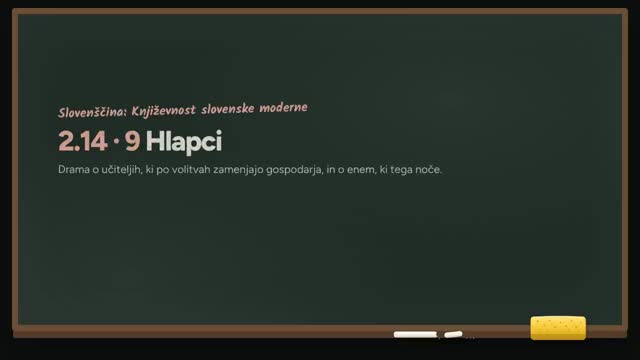 Slovenščina: Književnost slovenske moderne
2.14 · 9 Hlapci
Drama o učiteljih, ki po volitvah zamenjajo gospodarja, in o enem, ki tega noče.